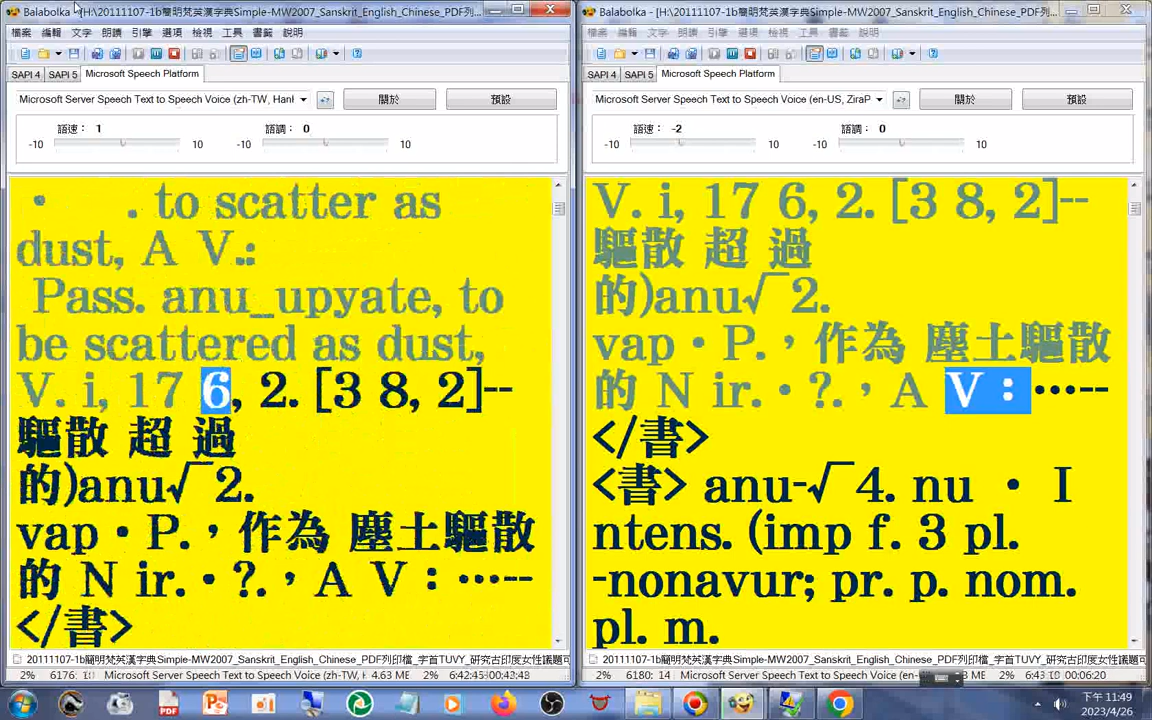 Balabolka - [H:\20111107-1b簡明梵英漢字典Simple-MW2007_Sanskrit_English_Chinese_PDF列...
檔案 編輯 文字 朗讀 引擎 選項 檢視 工具 書籤 說明
SAPI 4 SAPI 5 Microsoft Speech Platform
Microsoft Server Speech Text to Speech Voice (zh-TW, Hanl 關於 預設
語速： 1 語調： 0
-10 10 -10 10
• . to scatter as
dust, A V.:
Pass. anu_upyate, to
be scattered as dust,
V. i, 17 6, 2. [3 8, 2]--
驅散 超 過
的)anu√ 2.
vap・P.，作為 塵土驅散
的 N ir.・?.，A V：…--
</書>
20111107-1b簡明梵英漢字典Simple-MW2007_Sanskrit_English_Chinese_PDF列印檔_字首TUVY_研究古印度女性議題可
2% 6176: 1 Microsoft Server Speech Text to Speech Voice (zh-TW, H 4.63 ME 2% 6:42:45
Balabolka - [H:\20111107-1b簡明梵英漢字典Simple-MW2007_Sanskrit_English_Chinese_PDF列...
檔案 編輯 文字 朗讀 引擎 選項 檢視 工具 書籤 說明
SAPI 4 SAPI 5 Microsoft Speech Platform
Microsoft Server Speech Text to Speech Voice (en-US, ZiraP 關於 預設
語速： -2 語調： 0
-10 10 -10 10
V. i, 17 6, 2. [3 8, 2]--
驅散 超 過
的)anu√ 2.
vap・P.，作為 塵土驅散
的 N ir.・?.，A V：…--
</書>
<書> anu-√ 4. nu ・ I
ntens. (imp f. 3 pl.
-nonavur; pr. p. nom.
pl. m.
20111107-1b簡明梵英漢字典Simple-MW2007_Sanskrit_English_Chinese_PDF列印檔_字首TUVY_研究古印度女性議題可
2% 6180: 14 Microsoft Server Speech Text to Speech Voice (en-US, Z 2% 00:06:20
下午 11:49
2023/4/26